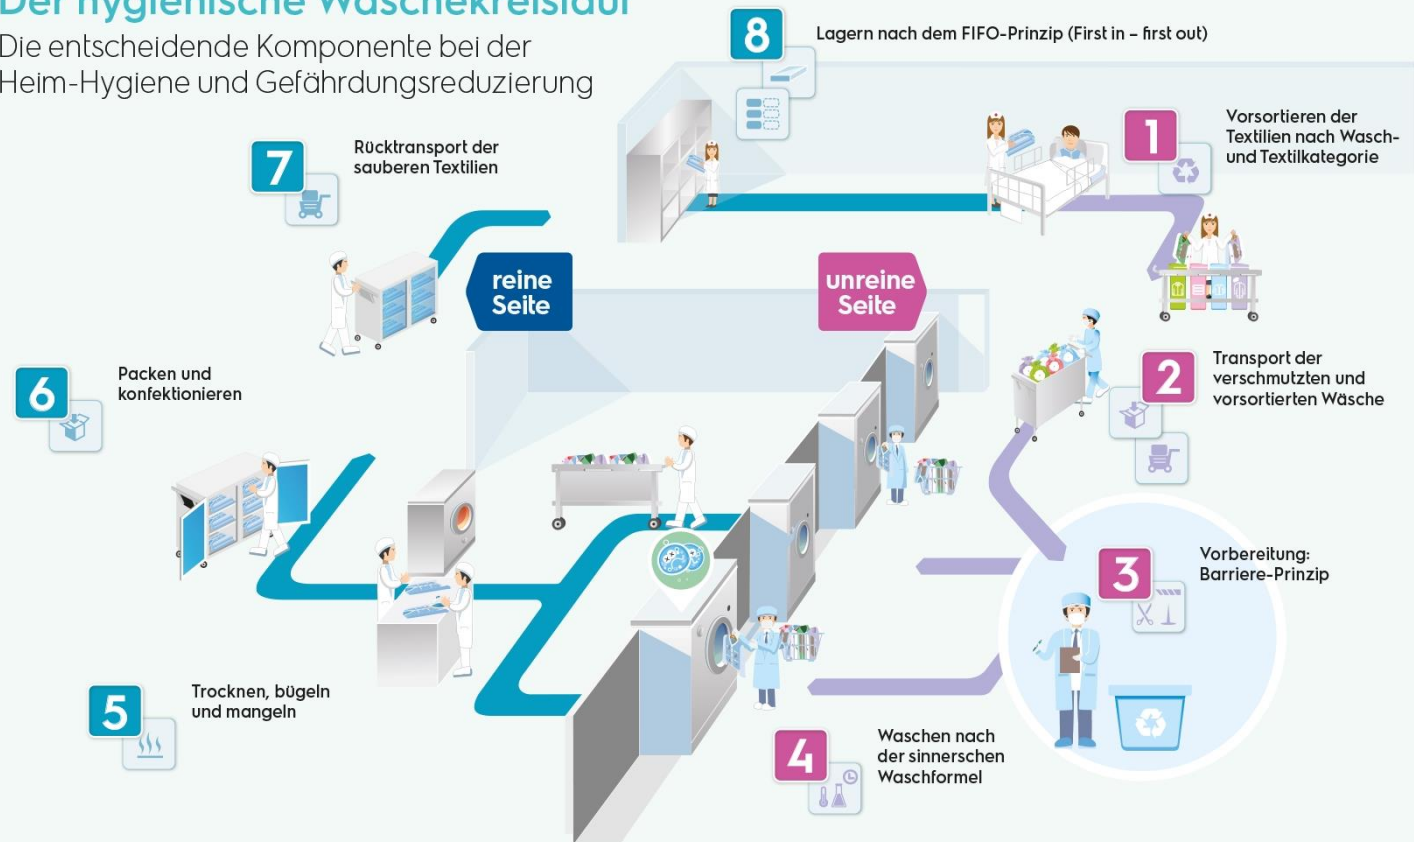 Der hygienische Wäschekreislauf
Die entscheidende Komponente bei der
Heim-Hygiene und Gefährdungsreduzierung
8
Lagern nach dem FIFO-Prinzip (First in – first out)
1
Vorsortieren der
Textilien nach Wasch-
und Textilkategorie
7
Rücktransport der
sauberen Textilien
reine
Seite
unreine
Seite
2
Transport der
verschmutzten und
vorsortierten Wäsche
6
Packen und
konfektionieren
3
Vorbereitung:
Barriere-Prinzip
5
Trocknen, bügeln
und mangeln
4
Waschen nach
der sinnerschen
Waschformel